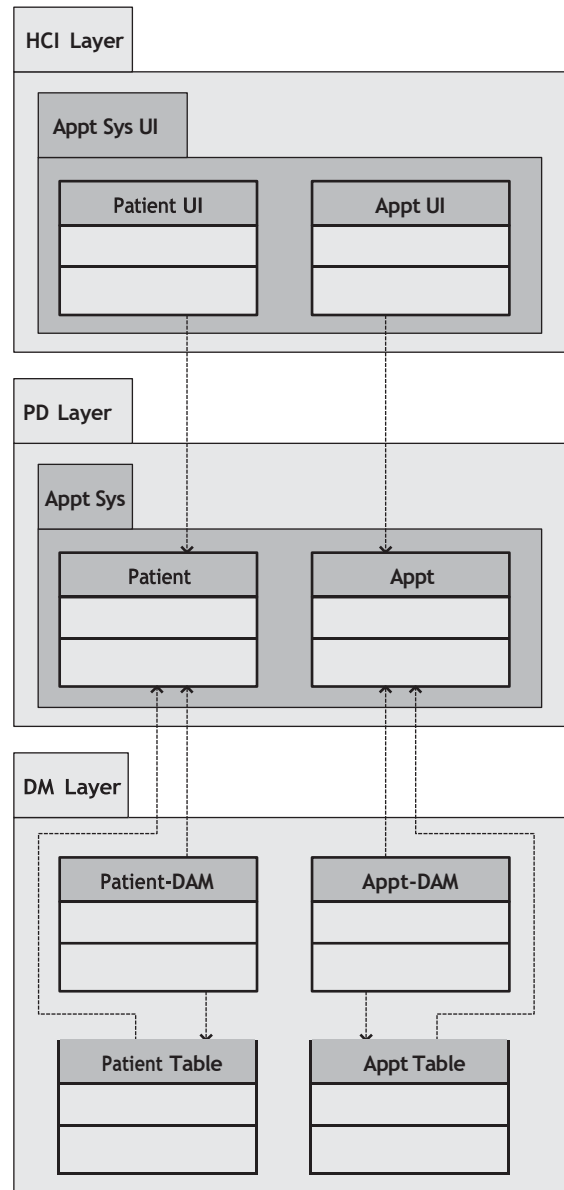 HCI Layer
Appt Sys UI
Patient UI
Appt UI
PD Layer
Appt Sys
Patient
Appt
DM Layer
Patient-DAM
Appt-DAM
Patient Table
Appt Table